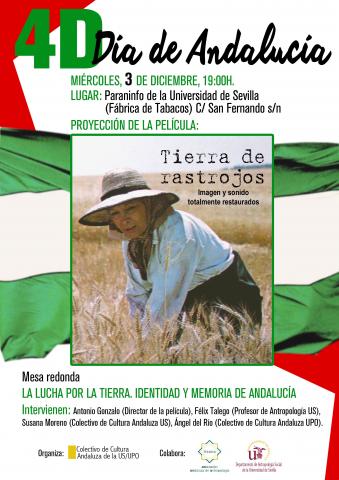 4D Día de Andalucía
MIÉRCOLES, 3 DE DICIEMBRE, 19:00H.
LUGAR: Paraninfo de la Universidad de Sevilla
(Fábrica de Tabacos) C/ San Fernando s/n
PROYECCIÓN DE LA PELÍCULA:
Tierra de
rastrojos
Imagen y sonido
totalmente restaurados
Mesa redonda
LA LUCHA POR LA TIERRA. IDENTIDAD Y MEMORIA DE ANDALUCÍA
Intervienen: Antonio Gonzalo (Director de la película), Félix Talego (Profesor de Antropología US),
Susana Moreno (Colectivo de Cultura Andaluza US), Ángel del Río (Colectivo de Cultura Andaluza UPO).
Organiza:
Colectivo de Cultura
Andaluza de la US/UPO
Colabora:
Departamento de Antropología Social
de la Universidad de Sevilla